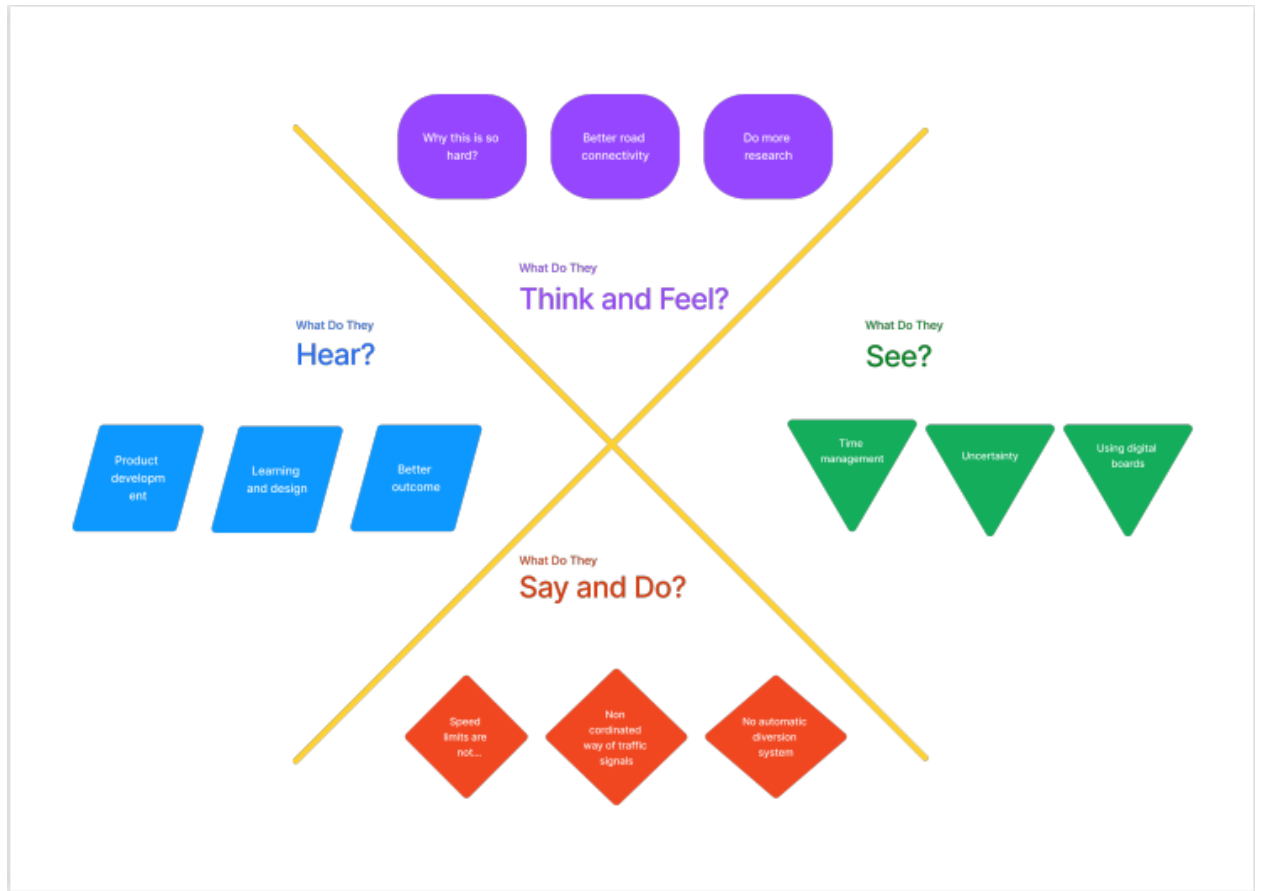 Why this is so
hard?
Better road
connectivity
Do more
research
What Do They
Think and Feel?
What Do They
Hear?
What Do They
See?
Product
developm
ent
Learning
and design
Better
outcome
Time
management
Uncertainty
Using digital
boards
What Do They
Say and Do?
Speed
limits are
not...
Non
cordinated
way of traffic
signals
No automatic
diversion
system